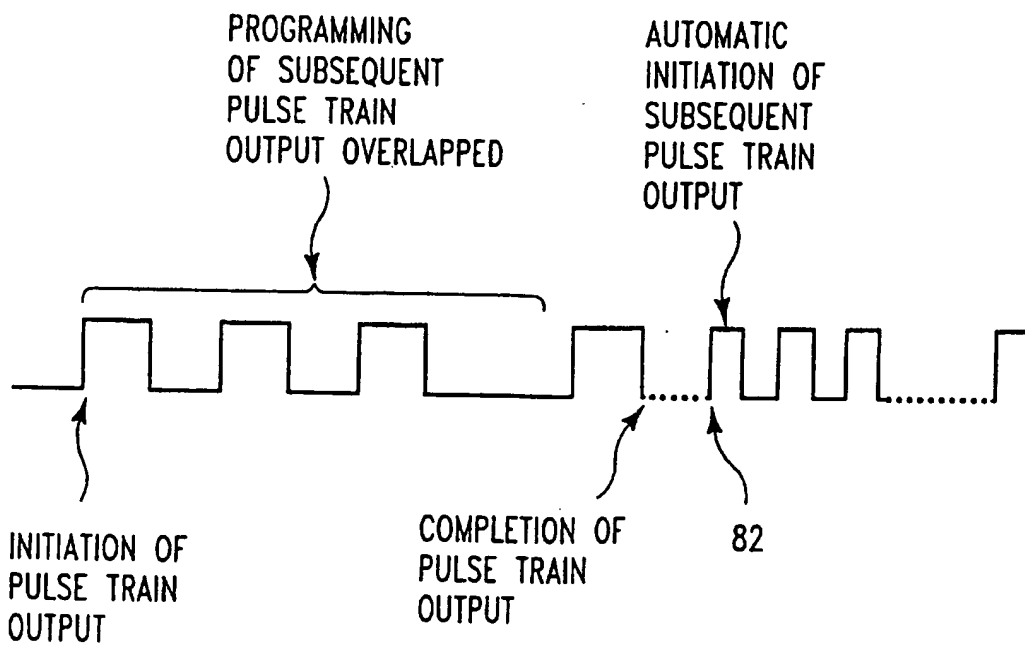 PROGRAMMING
OF SUBSEQUENT
PULSE TRAIN
OUTPUT OVERLAPPED
AUTOMATIC
INITIATION OF
SUBSEQUENT
PULSE TRAIN
OUTPUT
INITIATION OF
PULSE TRAIN
OUTPUT
COMPLETION OF
PULSE TRAIN
OUTPUT
82